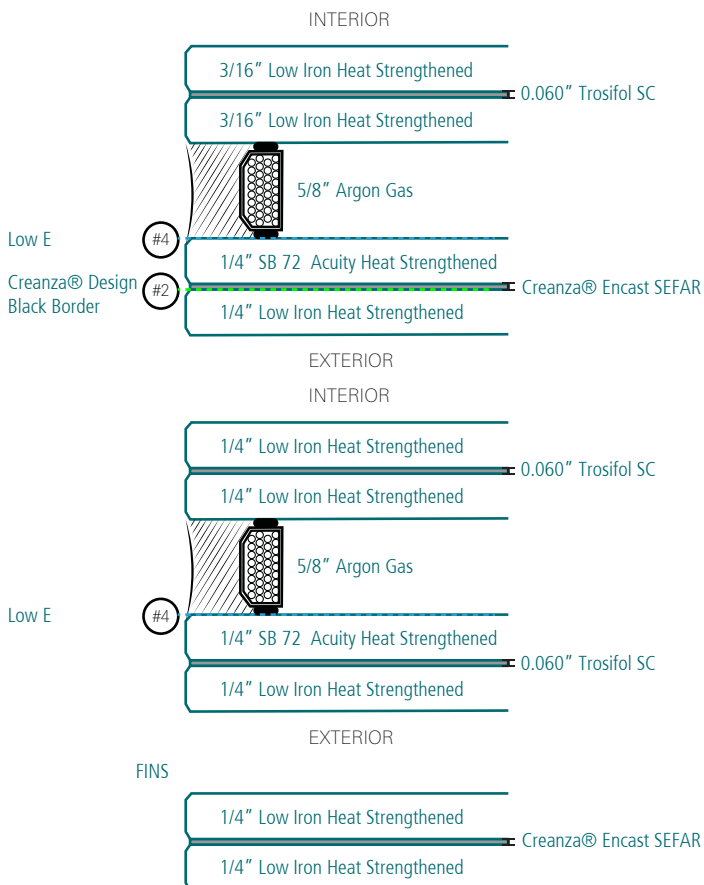 INTERIOR
3/16" Low Iron Heat Strengthened
0.060" Trosifol SC
3/16" Low Iron Heat Strengthened
5/8" Argon Gas
Low E
#4
1/4" SB 72 Acuity Heat Strengthened
Creanza® Design
Black Border
#2
Creanza® Encast SEFAR
1/4" Low Iron Heat Strengthened
EXTERIOR
INTERIOR
1/4" Low Iron Heat Strengthened
0.060" Trosifol SC
1/4" Low Iron Heat Strengthened
5/8" Argon Gas
Low E
#4
1/4" SB 72 Acuity Heat Strengthened
0.060" Trosifol SC
1/4" Low Iron Heat Strengthened
EXTERIOR
FINS
1/4" Low Iron Heat Strengthened
Creanza® Encast SEFAR
1/4" Low Iron Heat Strengthened